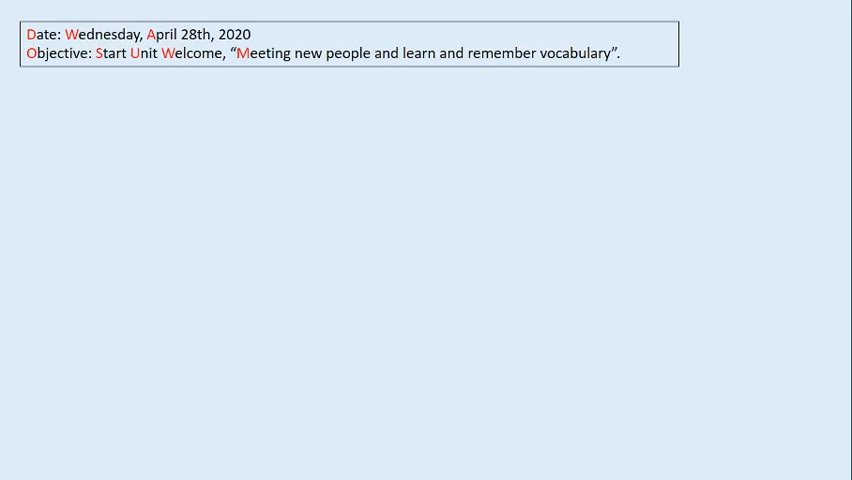 Date: Wednesday, April 28th, 2020
Objective: Start Unit Welcome, “Meeting new people and learn and remember vocabulary”.